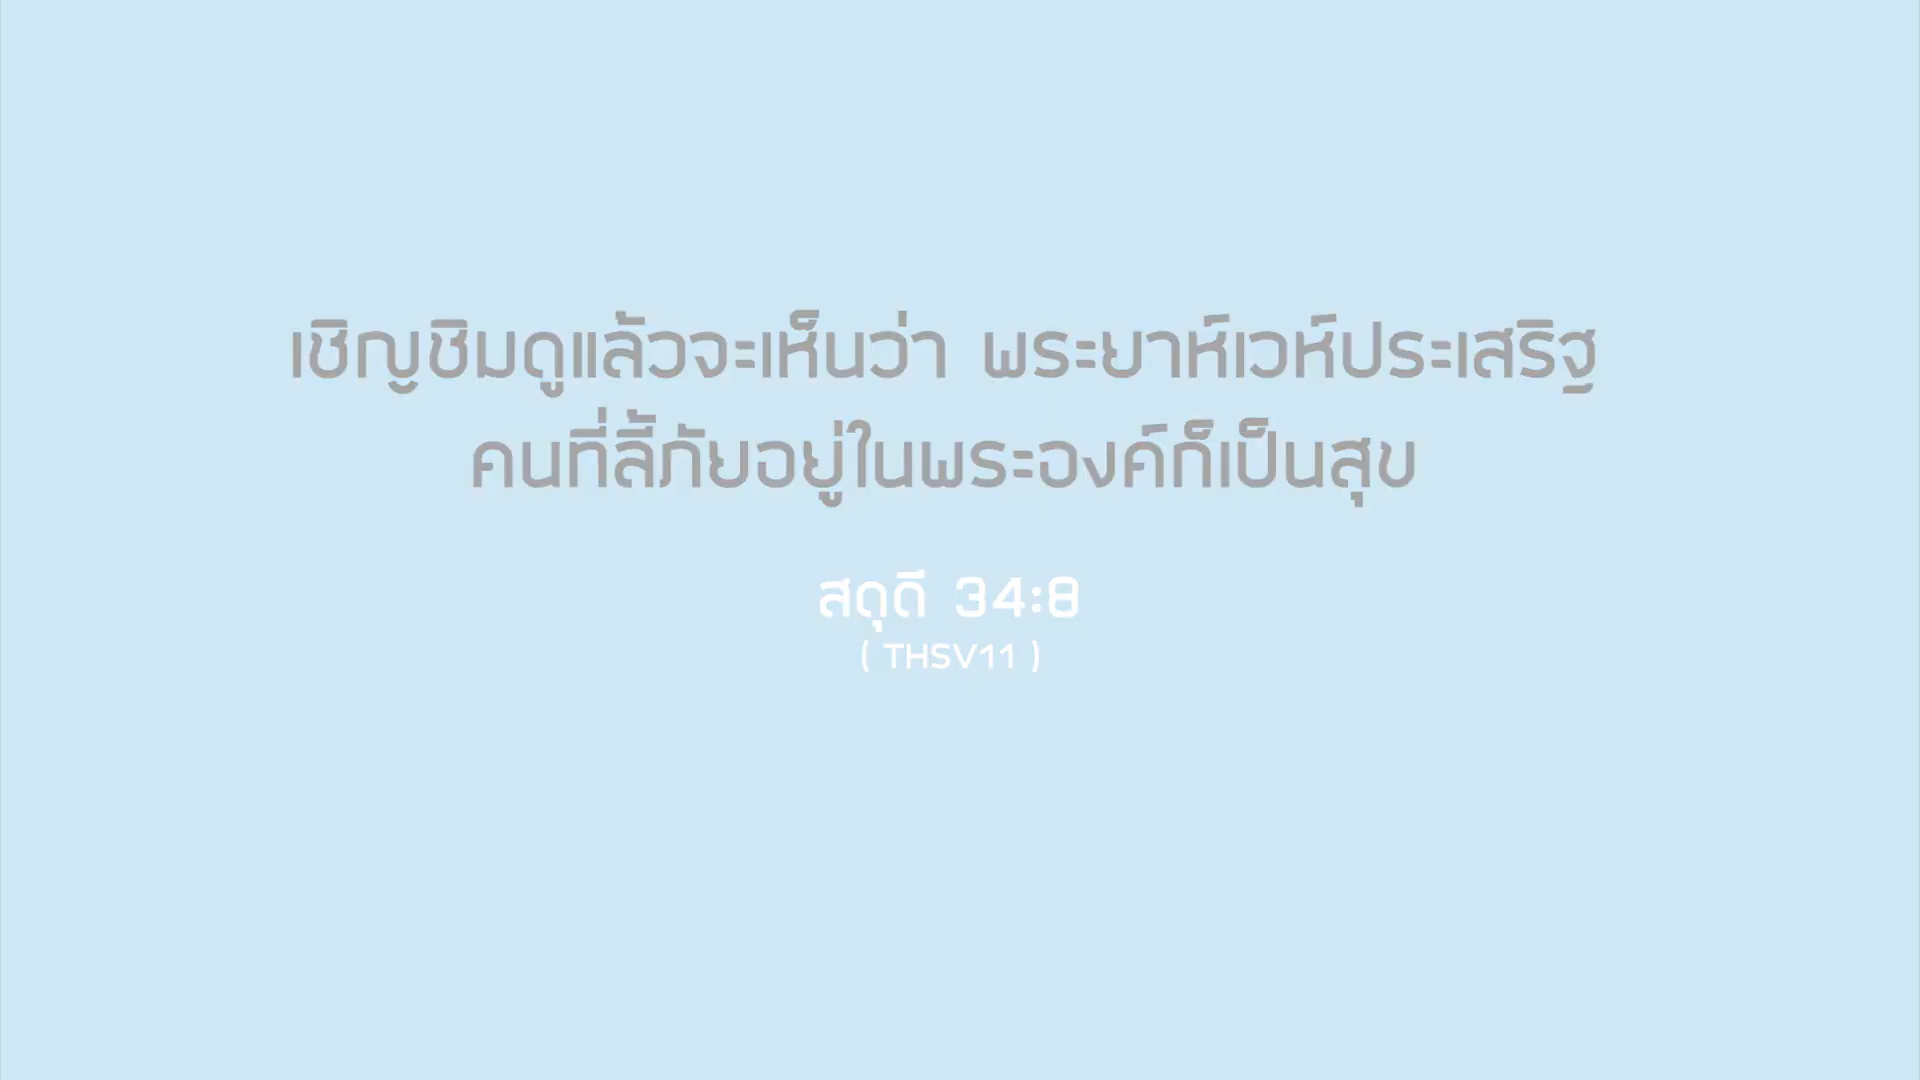 เชิญชิมดูแล้วจะเห็นว่า พระยาห์เวห์ประเสริฐ
คนที่ลี้ภัยอยู่ในพระองค์ก็เป็นสุข
สดุดี 34:8
( THSV11 )